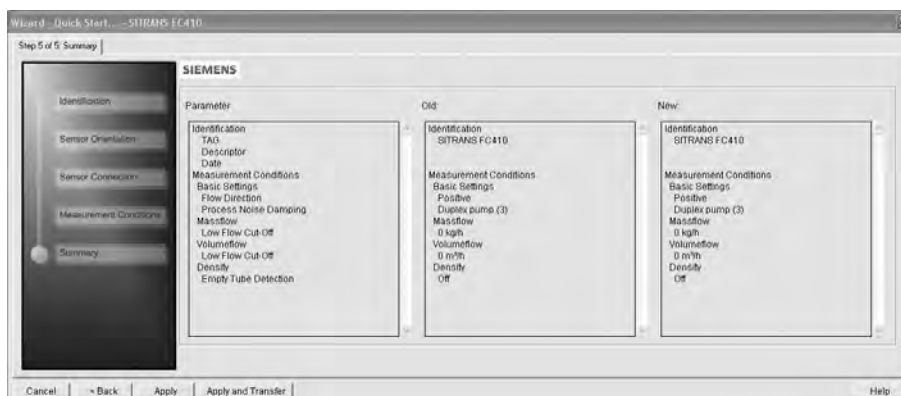 Wizard - Quick Start... - SITRANS FC410
Step 5 of 5: Summary
SIEMENS
Identification
Sensor Orientation
Sensor Connection
Measurement Conditions
Summary
Parameter:
Identification
TAG
Descriptor
Date
Measurement Conditions
Basic Settings
Flow Direction
Process Noise Damping
Massflow
Low Flow Cut-Off
Volumeflow
Low Flow Cut-Off
Density
Empty Tube Detection
Old:
Identification
SITRANS FC410
Measurement Conditions
Basic Settings
Positive
Duplex pump (3)
Massflow
0 kg/h
Volumeflow
0 m³/h
Density
Off
New:
Identification
SITRANS FC410
Measurement Conditions
Basic Settings
Positive
Duplex pump (3)
Massflow
0 kg/h
Volumeflow
0 m³/h
Density
Off
Cancel
< Back
Apply
Apply and Transfer
Help